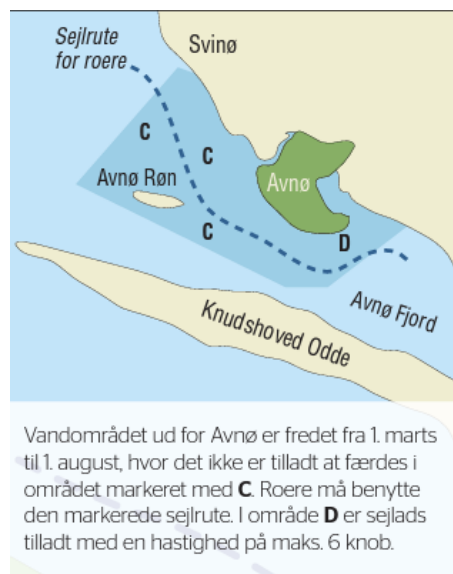 Sejlrute
for roere
Svinø
C
C
Avnø Røn
Avnø
C
D
Avnø Fjord
Knudshoved Odde
Vandområdet ud for Avnø er fredet fra 1. marts
til 1. august, hvor det ikke er tilladt at færdes i
området markeret med C. Roere må benytte
den markerede sejlrute. I område D er sejlads
tilladt med en hastighed på maks. 6 knob.